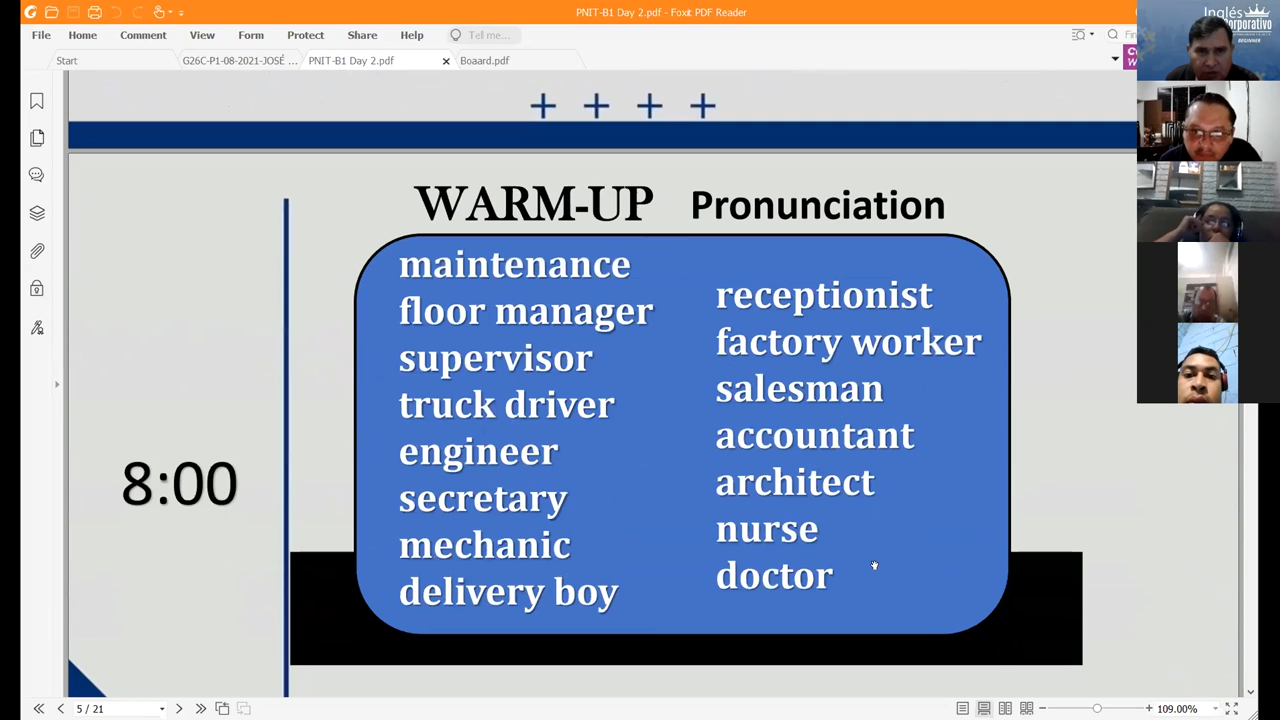 PNIT-B1 Day 2.pdf - Foxit PDF Reader
File Home Comment View Form Protect Share Help Tell me...
Start G26C-P1-08-2021-JOSÉ ... PNIT-B1 Day 2.pdf Boaard.pdf
Inglés
Corporativo
BEGINNER
WARM-UP Pronunciation
maintenance
floor manager
supervisor
truck driver
engineer
secretary
mechanic
delivery boy
receptionist
factory worker
salesman
accountant
architect
nurse
doctor
8:00
5 / 21
109.00%